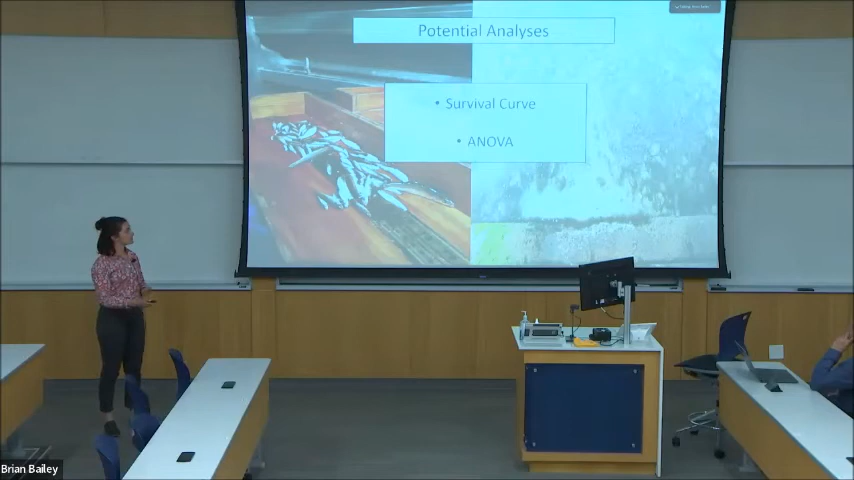 Potential Analyses
• Survival Curve
• ANOVA
Brian Bailey